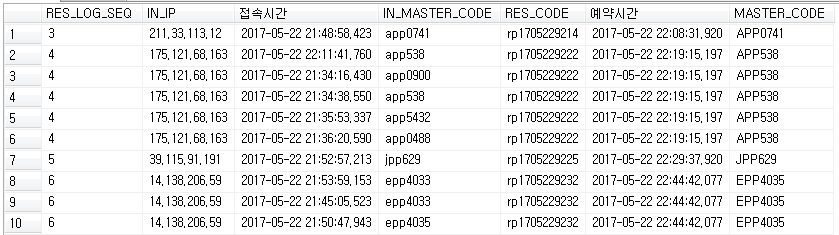 RES_LOG_SEQ IN_IP 접속시간 IN_MASTER_CODE RES_CODE 예약시간 MASTER_CODE
1 3 211,33,113,12 2017-05-22 21:48:58,423 app0741 rp1705229214 2017-05-22 22:08:31,920 APP0741
2 4 175,121,68,163 2017-05-22 22:11:41,760 app538 rp1705229222 2017-05-22 22:19:15,197 APP538
3 4 175,121,68,163 2017-05-22 21:34:16,430 app0900 rp1705229222 2017-05-22 22:19:15,197 APP538
4 4 175,121,68,163 2017-05-22 21:34:38,550 app538 rp1705229222 2017-05-22 22:19:15,197 APP538
5 4 175,121,68,163 2017-05-22 21:35:53,337 app5432 rp1705229222 2017-05-22 22:19:15,197 APP538
6 4 175,121,68,163 2017-05-22 21:36:20,590 app0488 rp1705229222 2017-05-22 22:19:15,197 APP538
7 5 39,115,91,191 2017-05-22 21:52:57,213 jpp629 rp1705229225 2017-05-22 22:29:37,920 JPP629
8 6 14,138,206,59 2017-05-22 21:53:59,153 epp4033 rp1705229232 2017-05-22 22:44:42,077 EPP4035
9 6 14,138,206,59 2017-05-22 21:45:05,523 epp4033 rp1705229232 2017-05-22 22:44:42,077 EPP4035
10 6 14,138,206,59 2017-05-22 21:50:47,943 epp4035 rp1705229232 2017-05-22 22:44:42,077 EPP4035